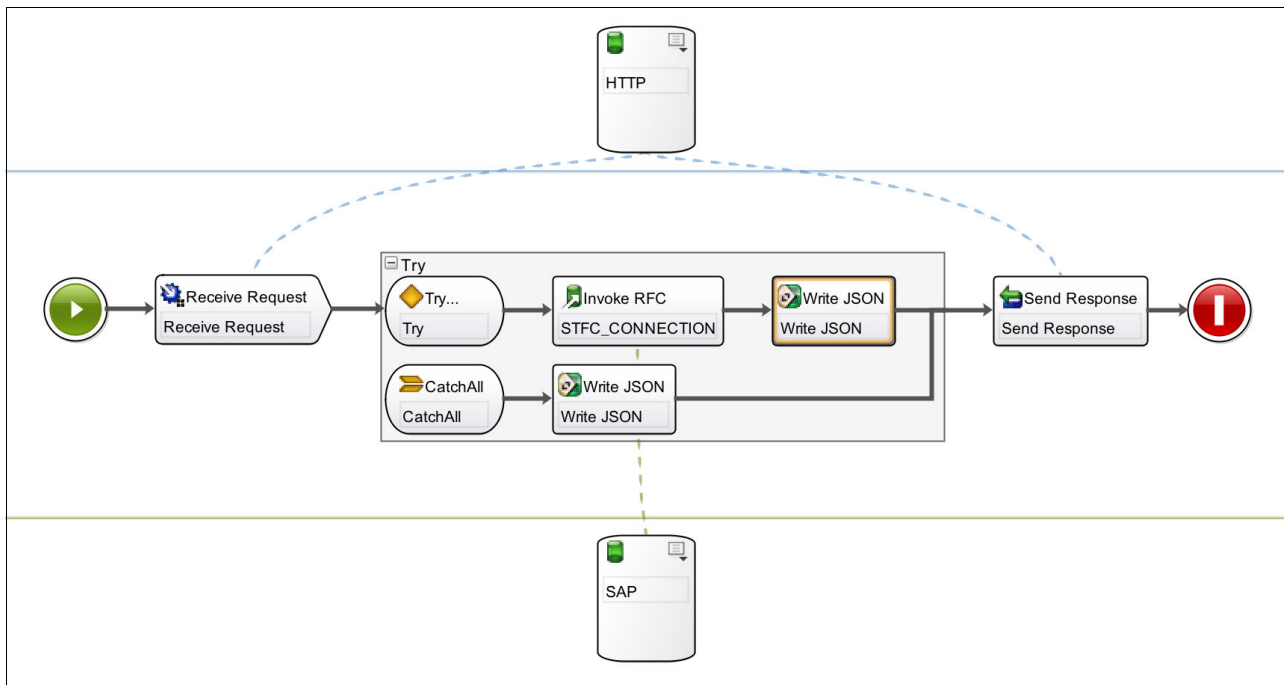 HTTP
Try
Receive Request
Receive Request
Try...
Try
Invoke RFC
STFC_CONNECTION
Write JSON
Write JSON
Send Response
Send Response
CatchAll
CatchAll
Write JSON
Write JSON
SAP